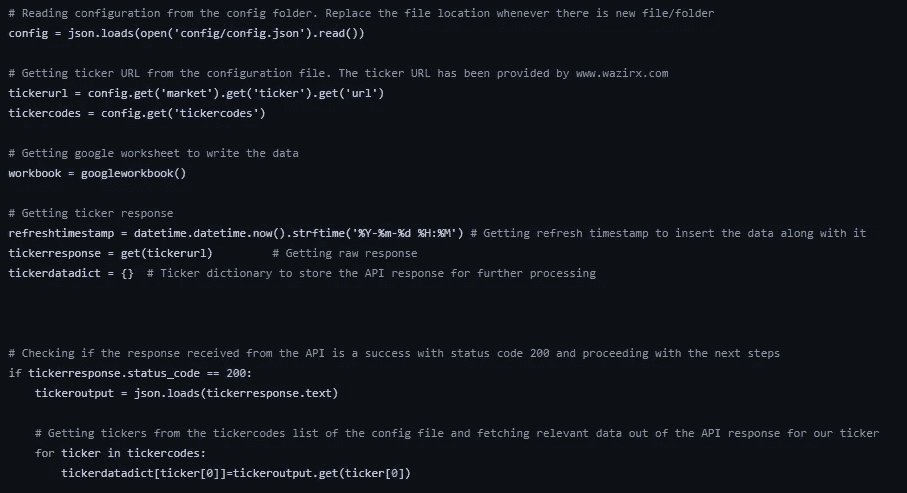 # Reading configuration from the config folder. Replace the file location whenever there is new file/folder
config = json.loads(open('config/config.json').read())
# Getting ticker URL from the configuration file. The ticker URL has been provided by www.wazirx.com
tickerurl = config.get('market').get('ticker').get('url')
tickercodes = config.get('tickercodes')
# Getting google worksheet to write the data
workbook = googleworkbook()
# Getting ticker response
refreshtimestamp = datetime.datetime.now().strftime('%Y-%m-%d %H:%M') # Getting refresh timestamp to insert the data along with it
tickerresponse = get(tickerurl)         # Getting raw response
tickerdatadict = {}  # Ticker dictionary to store the API response for further processing
# Checking if the response received from the API is a success with status code 200 and proceeding with the next steps
if tickerresponse.status_code == 200:
    tickeroutput = json.loads(tickerresponse.text)
    # Getting tickers from the tickercodes list of the config file and fetching relevant data out of the API response for our ticker
    for ticker in tickercodes:
        tickerdatadict[ticker[0]]=tickeroutput.get(ticker[0])